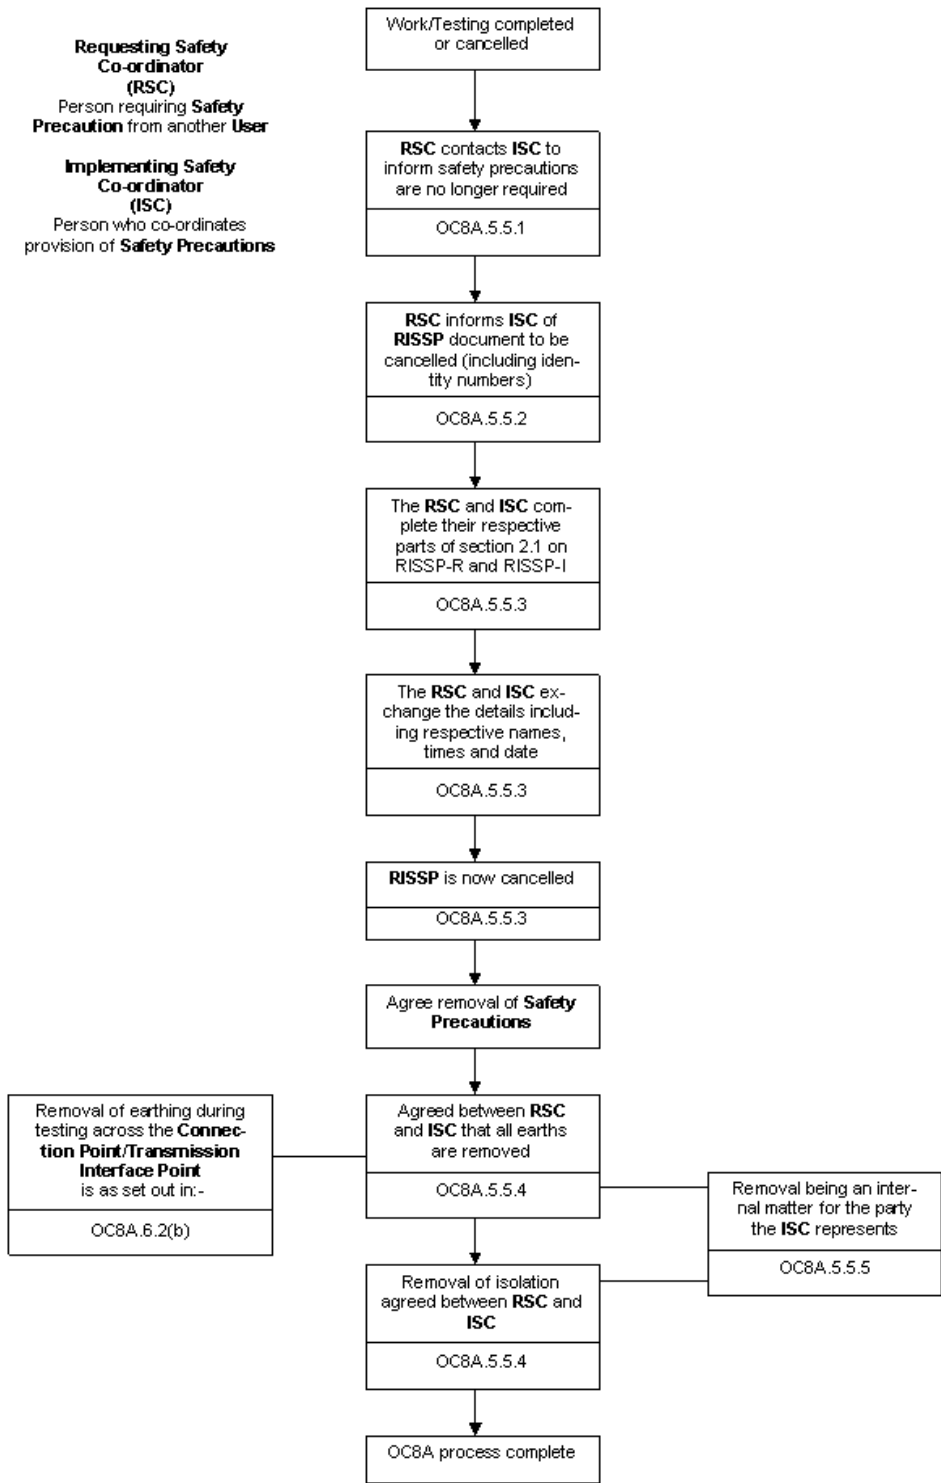 Work/Testing completed
or cancelled
Requesting Safety
Co-ordinator
(RSC)
Person requiring Safety
Precaution from another User
Implementing Safety
Co-ordinator
(ISC)
Person who co-ordinates
provision of Safety Precautions
RSC contacts ISC to
inform safety precautions
are no longer required
OC8A.5.5.1
RSC informs ISC of
RISSP document to be
cancelled (including iden-
tity numbers)
OC8A.5.5.2
The RSC and ISC com-
plete their respective
parts of section 2.1 on
RISSP-R and RISSP-I
OC8A.5.5.3
The RSC and ISC ex-
change the details includ-
ing respective names,
times and date
OC8A.5.5.3
RISSP is now cancelled
OC8A.5.5.3
Agree removal of Safety
Precautions
Removal of earthing during
testing across the Connec-
tion Point/Transmission
Interface Point
is as set out in:-
OC8A.6.2(b)
Agreed between RSC
and ISC that all earths
are removed
OC8A.5.5.4
Removal being an inter-
nal matter for the party
the ISC represents
OC8A.5.5.5
Removal of isolation
agreed between RSC and
ISC
OC8A.5.5.4
OC8A process complete